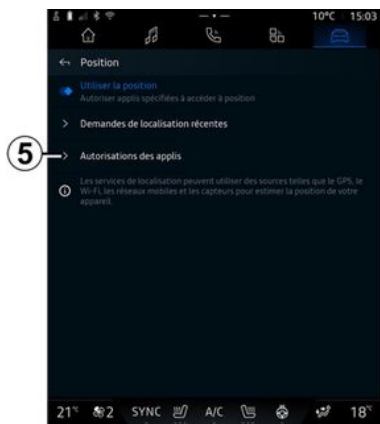 10°C 15:03
Position
Utiliser la position
Autoriser applis spécifiées à accéder à position
Demandes de localisation récentes
5
Autorisations des applis
Les services de localisation peuvent utiliser des sources telles que le GPS, le
Wi-Fi, les réseaux mobiles et les capteurs pour estimer la position de votre
appareil.
21°C 2 SYNC A/C 18°C